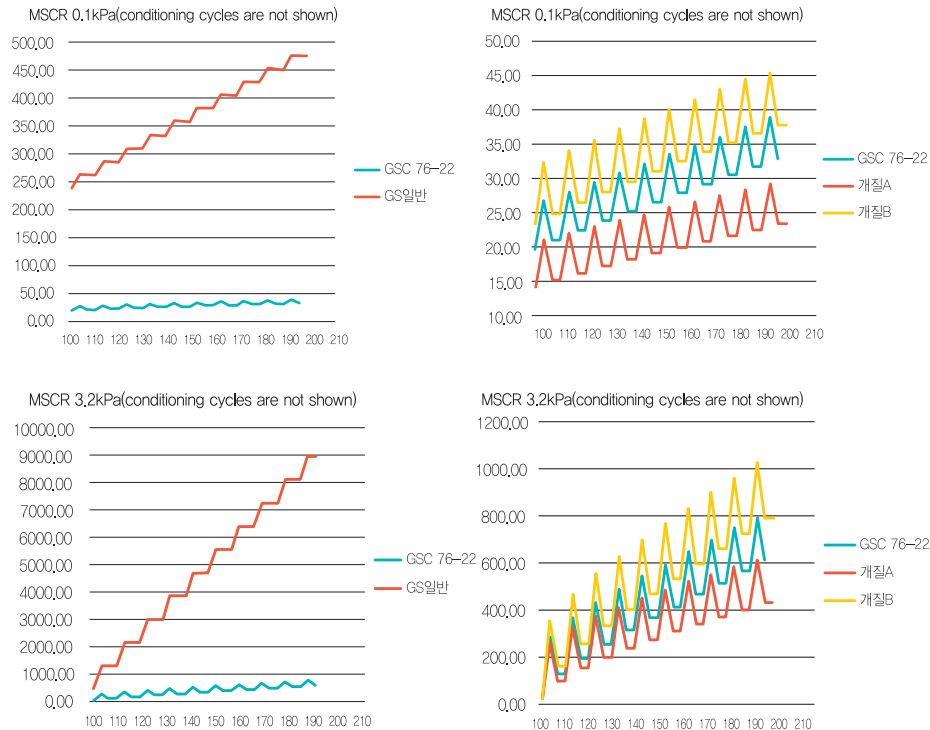 MSCR 0.1kPa(conditioning cycles are not shown)
500.00
450.00
400.00
350.00
300.00
250.00
200.00
150.00
100.00
50.00
0.00
100 110 120 130 140 150 160 170 180 190 200 210
GSC 76-22
GS일반
MSCR 0.1kPa(conditioning cycles are not shown)
50.00
45.00
40.00
35.00
30.00
25.00
20.00
15.00
10.00
100 110 120 130 140 150 160 170 180 190 200 210
GSC 76-22
개질A
개질B
MSCR 3.2kPa(conditioning cycles are not shown)
10000.00
9000.00
8000.00
7000.00
6000.00
5000.00
4000.00
3000.00
2000.00
1000.00
0.00
100 110 120 130 140 150 160 170 180 190 200 210
GSC 76-22
GS일반
MSCR 3.2kPa(conditioning cycles are not shown)
1200.00
1000.00
800.00
600.00
400.00
200.00
0.00
100 110 120 130 140 150 160 170 180 190 200 210
GSC 76-22
개질A
개질B